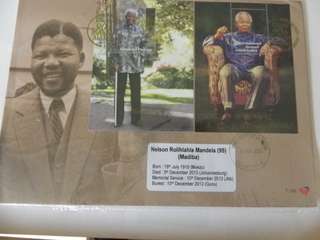 Nelson Rolihlahla Mandela (95)
(Madiba)
Born : 18th July 1918 (Mvezo)
Died : 5th December 2013 (Johannesburg)
Memorial Service : 10th December 2013 (Jhb)
Buried : 15th December 2013 (Qunu)